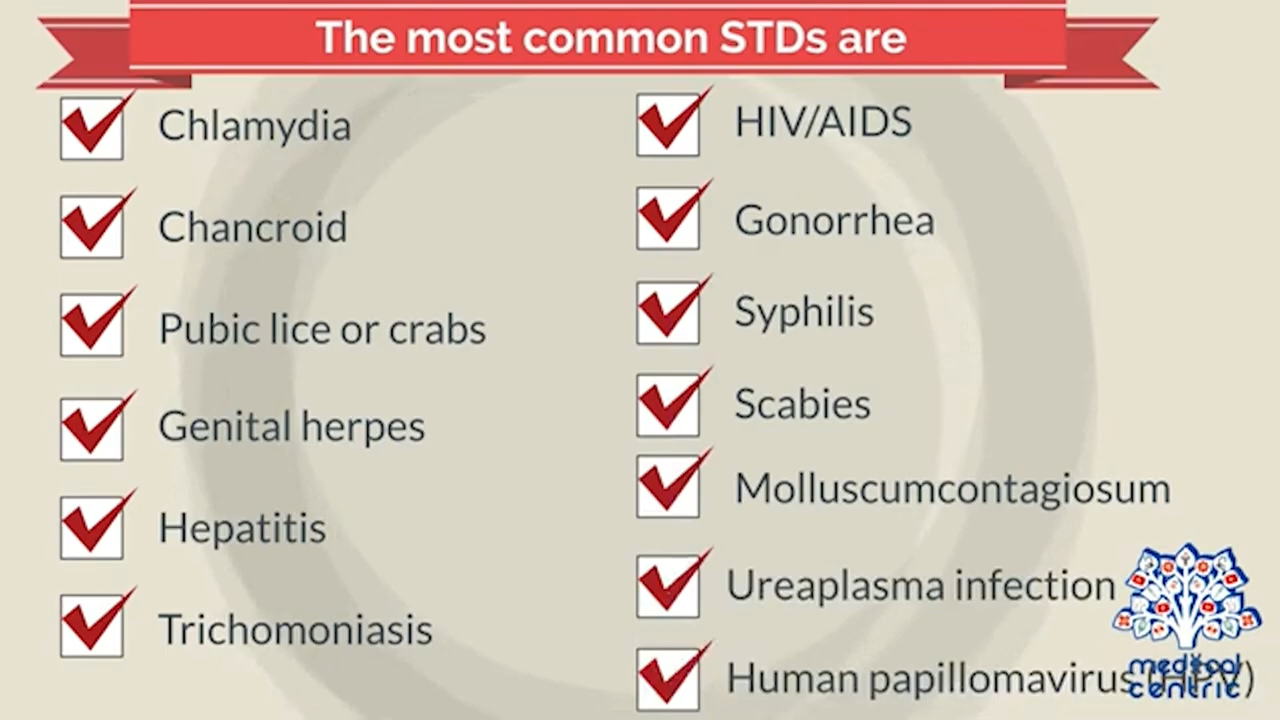 The most common STDs are
Chlamydia
Chancroid
Pubic lice or crabs
Genital herpes
Hepatitis
Trichomoniasis
HIV/AIDS
Gonorrhea
Syphilis
Scabies
Molluscumcontagiosum
Ureaplasma infection
Human papillomavirus (HPV)
medical
centric